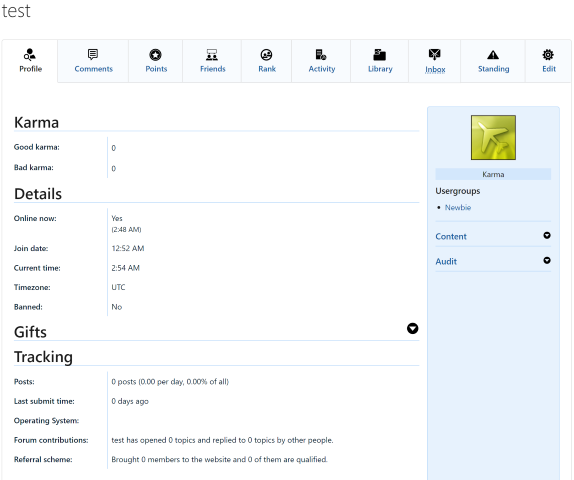 test
Profile Comments Points Friends Rank Activity Library Inbox Standing Edit
Karma
Good karma: 0
Bad karma: 0
Details
Online now: Yes
(2:48 AM)
Join date: 12:52 AM
Current time: 2:54 AM
Timezone: UTC
Banned: No
Gifts
Tracking
Posts: 0 posts (0.00 per day, 0.00% of all)
Last submit time: 0 days ago
Operating System:
Forum contributions: test has opened 0 topics and replied to 0 topics by other people.
Referral scheme: Brought 0 members to the website and 0 of them are qualified.
Karma
Usergroups
Newbie
Content
Audit